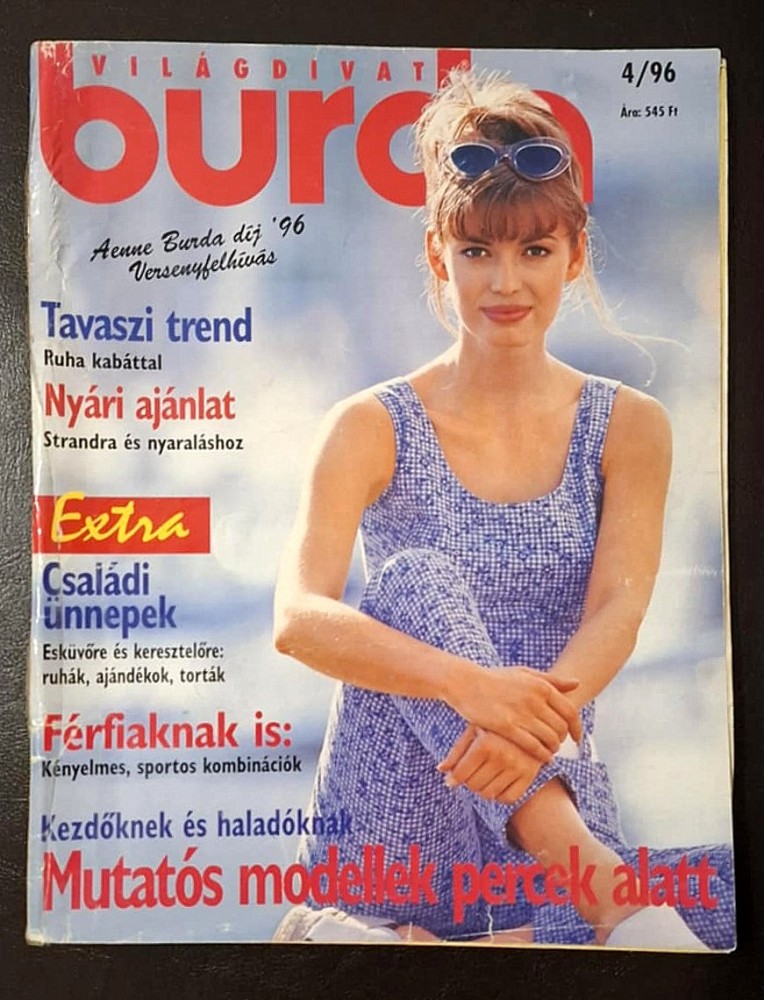 VILÁGDIVAT
burda
4/96
Ára: 545 Ft
Aenne Burda díj '96
Versenyfelhívás
Tavaszi trend
Ruha kabáttal
Nyári ajánlat
Strandra és nyaraláshoz
Extra
Családi
ünnepek
Esküvőre és keresztelőre:
ruhák, ajándékok, torták
Férfiaknak is:
Kényelmes, sportos kombinációk
Kezdőknek és haladóknak
Mutatós modellek percek alatt